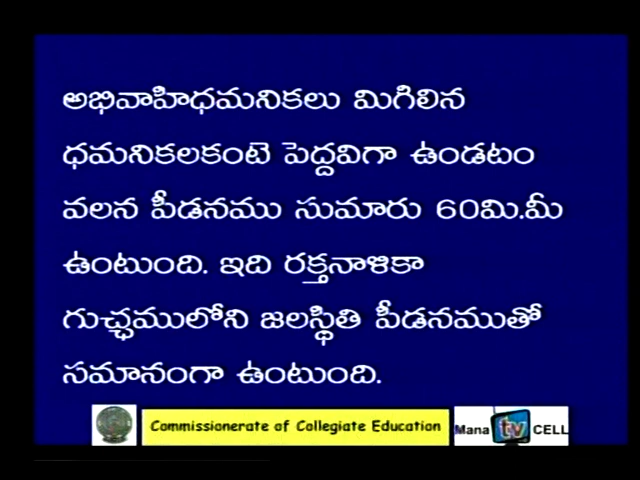 అభివాహిధమనికలు మిగిలిన
ధమనికలకంటె పెద్దవిగా ఉండటం
వలన పీడనము సుమారు 60మి.మీ
ఉంటుంది. ఇది రక్తనాళికా
గుచ్ఛములోని జలస్థితి పీడనముతో
సమానంగా ఉంటుంది.
Commissionerate of Collegiate Education
Mana tv CELL